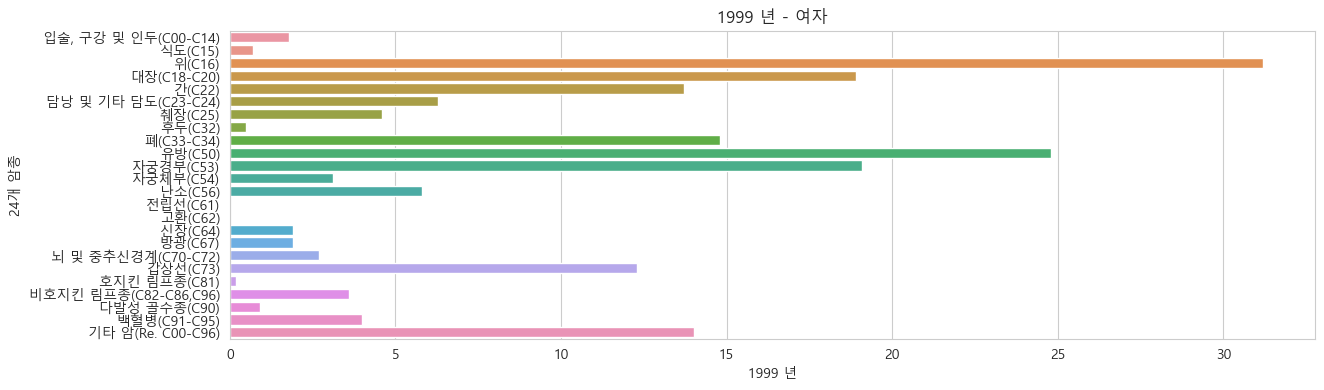 1999 년 - 여자
입술, 구강 및 인두(C00-C14)
식도(C15)
위(C16)
대장(C18-C20)
간(C22)
담낭 및 기타 담도(C23-C24)
췌장(C25)
후두(C32)
폐(C33-C34)
유방(C50)
자궁경부(C53)
자궁체부(C54)
난소(C56)
전립선(C61)
고환(C62)
신장(C64)
방광(C67)
뇌 및 중추신경계(C70-C72)
갑상선(C73)
호지킨 림프종(C81)
비호지킨 림프종(C82-C86,C96)
다발성 골수종(C90)
백혈병(C91-C95)
기타 암(Re. C00-C96)
24개 암종
0 5 10 15 20 25 30
1999 년